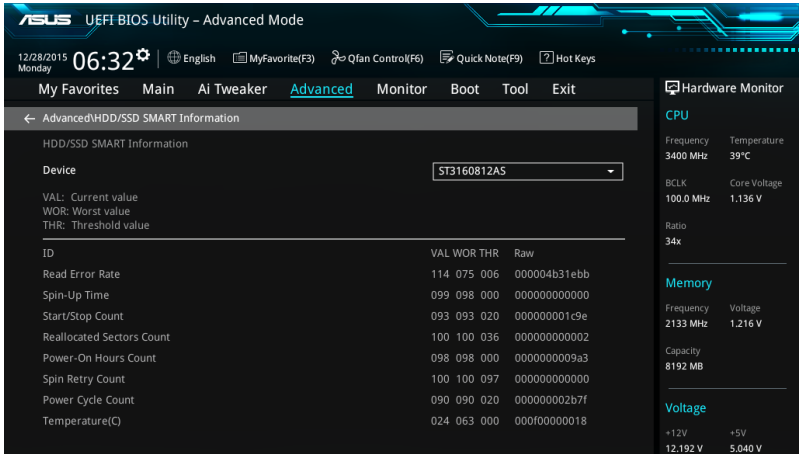 ASUS UEFI BIOS Utility – Advanced Mode
12/28/2015 Monday 06:32 English MyFavorite(F3) Qfan Control(F6) Quick Note(F9) ? Hot Keys
My Favorites Main Ai Tweaker Advanced Monitor Boot Tool Exit
← Advanced\HDD/SSD SMART Information
HDD/SSD SMART Information
Device ST3160812AS
VAL: Current value
WOR: Worst value
THR: Threshold value
ID VAL WOR THR Raw
Read Error Rate 114 075 006 000004b31ebb
Spin-Up Time 099 098 000 000000000000
Start/Stop Count 093 093 020 000000001c9e
Reallocated Sectors Count 100 100 036 000000000002
Power-On Hours Count 098 098 000 0000000009a3
Spin Retry Count 100 100 097 000000000000
Power Cycle Count 090 090 020 000000002b7f
Temperature(C) 024 063 000 000f00000018
Hardware Monitor
CPU
Frequency Temperature
3400 MHz 39°C
BCLK Core Voltage
100.0 MHz 1.136 V
Ratio
34x
Memory
Frequency Voltage
2133 MHz 1.216 V
Capacity
8192 MB
Voltage
+12V +5V
12.192 V 5.040 V